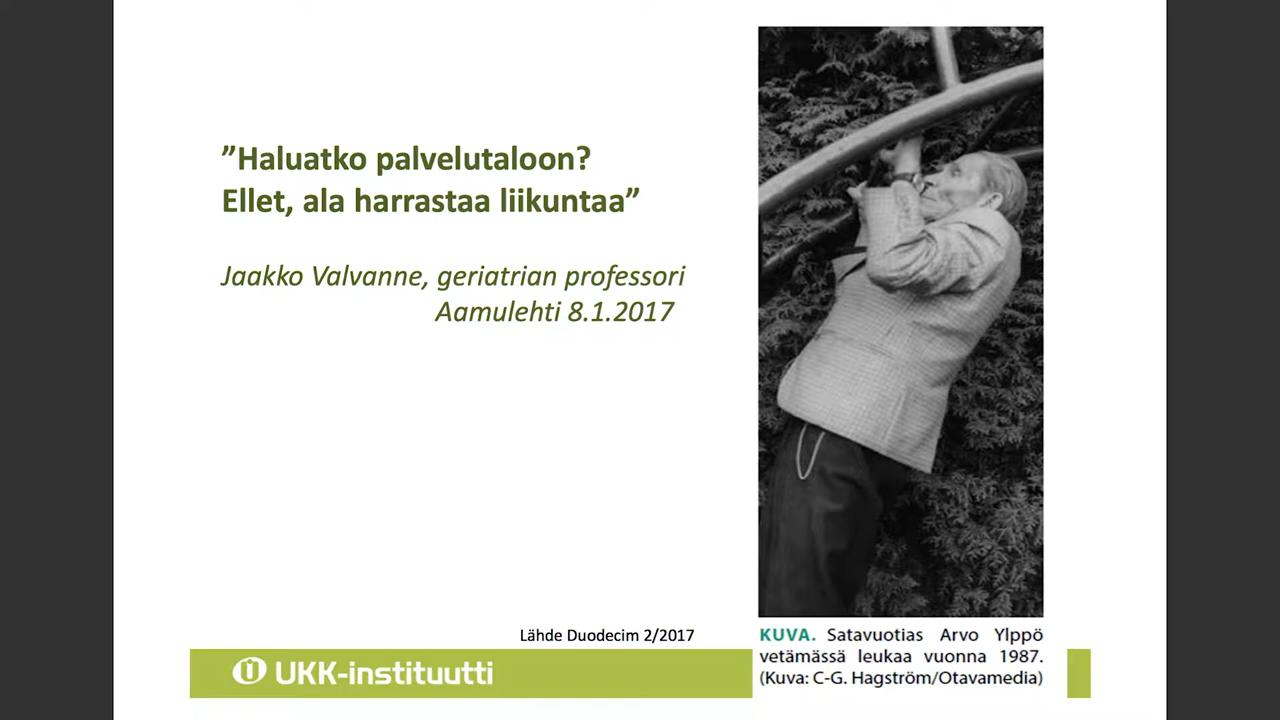 ”Haluatko palvelutaloon?
Ellet, ala harrastaa liikuntaa”
Jaakko Valvanne, geriatrian professori
Aamulehti 8.1.2017
Lähde Duodecim 2/2017
UKK-instituutti
KUVA. Satavuotias Arvo Ylppö
vetämässä leukaa vuonna 1987.
(Kuva: C-G. Hagström/Otavamedia)